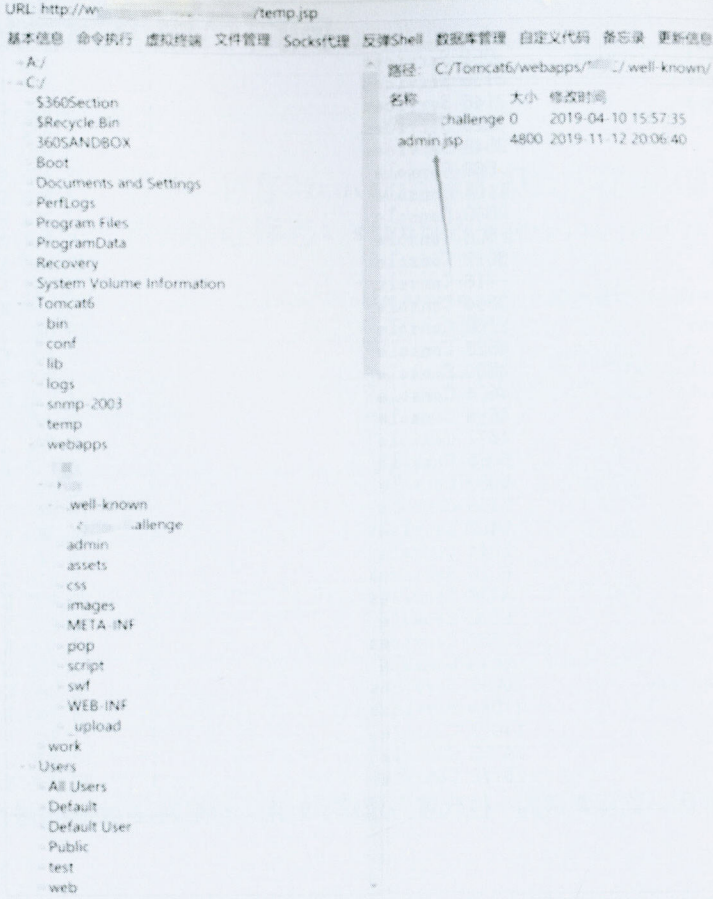 URL: http://w /temp.jsp
基本信息 命令执行 虚拟终端 文件管理 Socks代理 反弹Shell 数据库管理 自定义代码 备忘录 更新信息
A:/
C:/
$360Section
$Recycle.Bin
360SANDBOX
Boot
Documents and Settings
PerfLogs
Program Files
ProgramData
Recovery
System Volume Information
Tomcat6
bin
conf
lib
logs
snmp-2003
temp
webapps
.well-known
allenge
admin
assets
css
images
META-INF
pop
script
swf
WEB-INF
_upload
work
Users
All Users
Default
Default User
Public
test
web
路径: C:/Tomcat6/webapps/ /.well-known/
名称 大小 修改时间
challenge 0 2019-04-10 15:57:35
admin.jsp 4800 2019-11-12 20:06:40